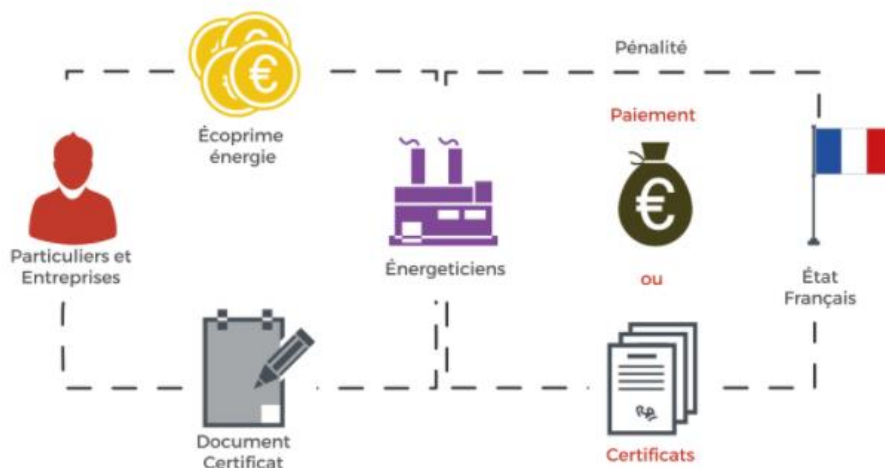 Pénalité
Écoprime
énergie
Paiement
Particuliers et
Entreprises
Énergeticiens
ou
État
Français
Document
Certificat
Certificats